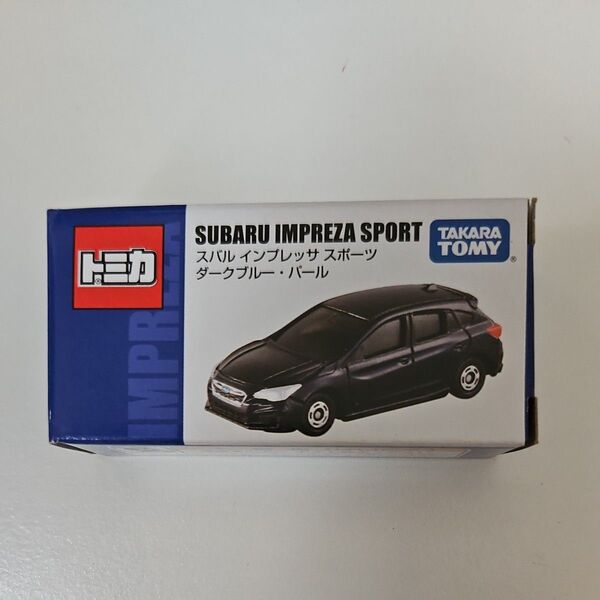 トミカ
IMPREZA
SUBARU IMPREZA SPORT
スバル インプレッサ スポーツ
ダークブルー・パール
TAKARA
TOMY